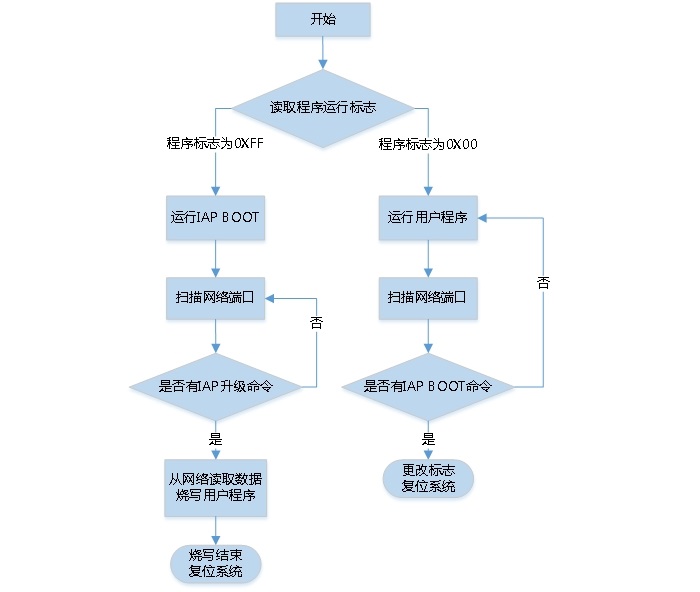 开始
读取程序运行标志
程序标志为0XFF
程序标志为0X00
运行IAP BOOT
运行用户程序
扫描网络端口
扫描网络端口
否
否
是否有IAP升级命令
是否有IAP BOOT命令
是
是
从网络读取数据
烧写用户程序
更改标志
复位系统
烧写结束
复位系统